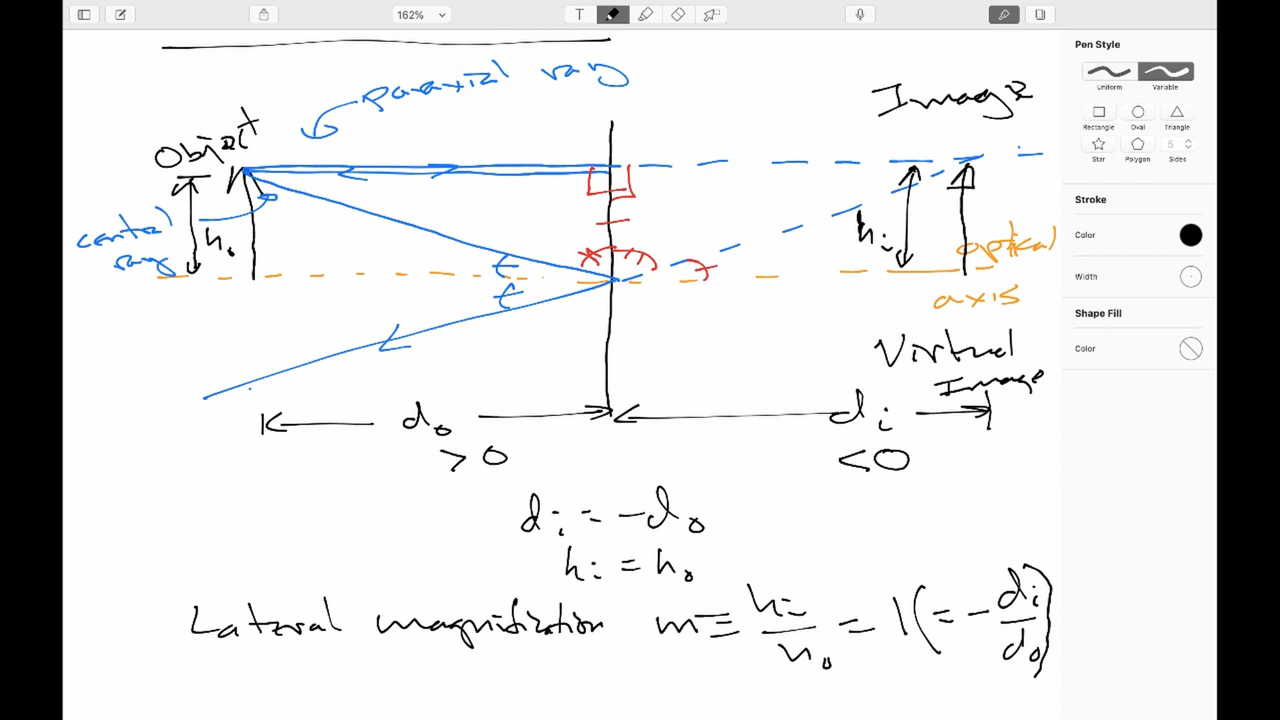 162%
T
Pen Style
Uniform
Variable
Rectangle
Oval
Triangle
Star
Polygon
5
Sides
Stroke
Color
Width
Shape Fill
Color
paraxial ray
Object
Image
central
ray
h₀
hᵢ
optical
axis
Virtual
Image
d₀
> 0
dᵢ
< 0
dᵢ = -d₀
hᵢ = h₀
Lateral magnification m ≡ hᵢ/h₀ = 1 (= - dᵢ/d₀)